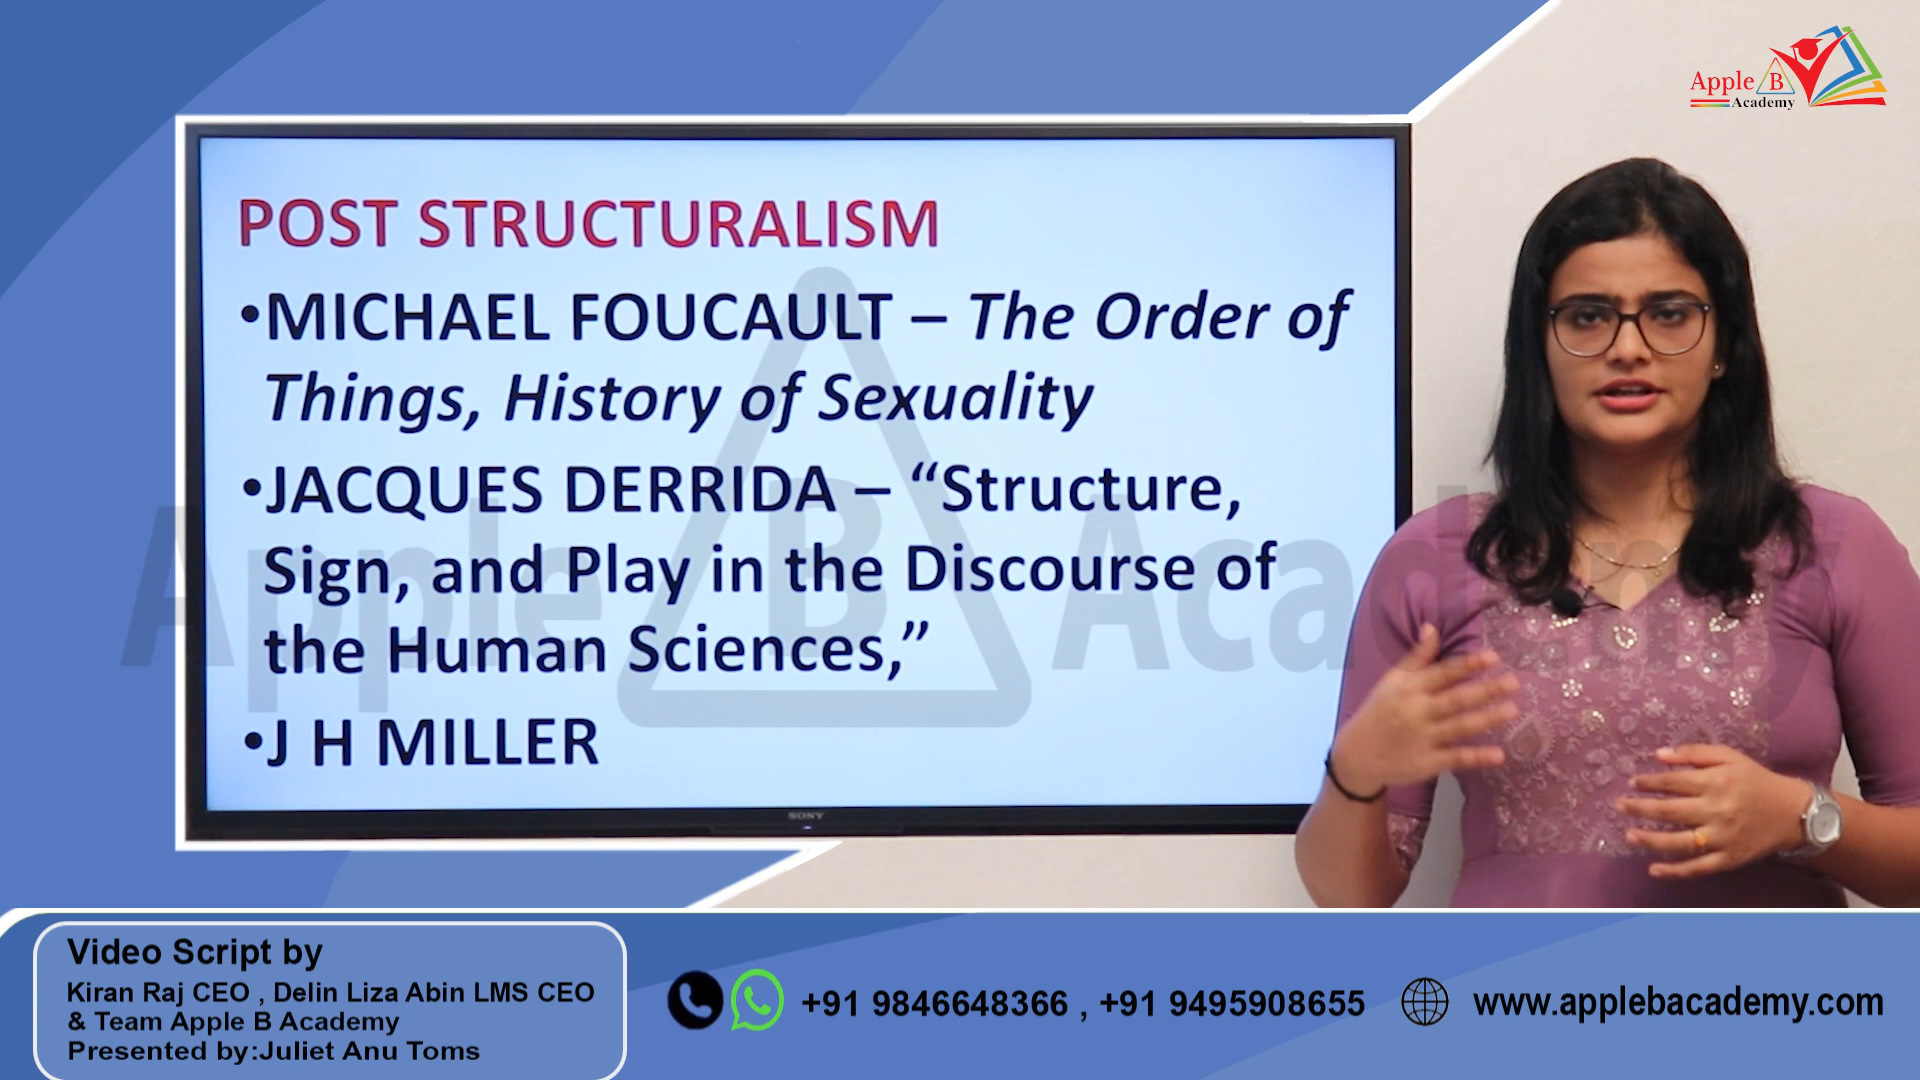 Apple B
Academy
POST STRUCTURALISM
•MICHAEL FOUCAULT – The Order of
Things, History of Sexuality
•JACQUES DERRIDA – “Structure,
Sign, and Play in the Discourse of
the Human Sciences,”
•J H MILLER
Apple B Academy
SONY
Video Script by
Kiran Raj CEO , Delin Liza Abin LMS CEO
& Team Apple B Academy
Presented by:Juliet Anu Toms
+91 9846648366 , +91 9495908655
www.applebacademy.com